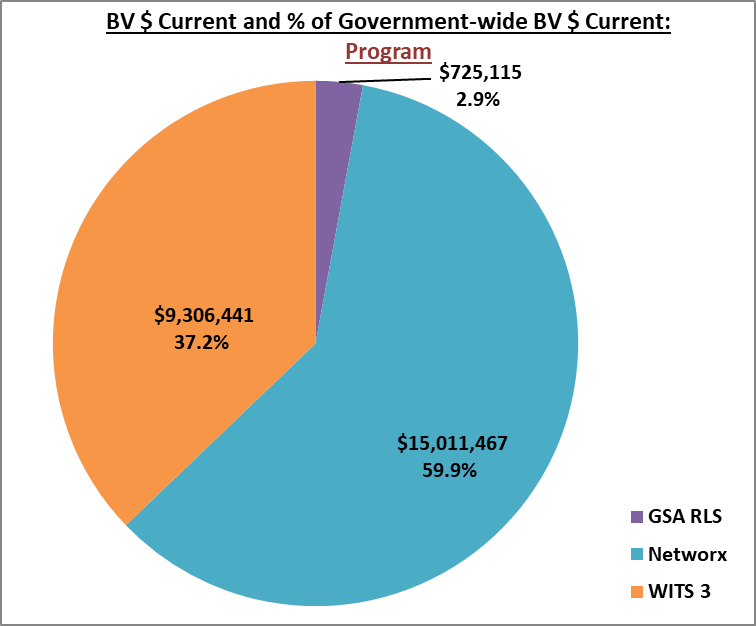 BV $ Current and % of Government-wide BV $ Current:
Program
$725,115
2.9%
$9,306,441
37.2%
$15,011,467
59.9%
GSA RLS
Networx
WITS 3